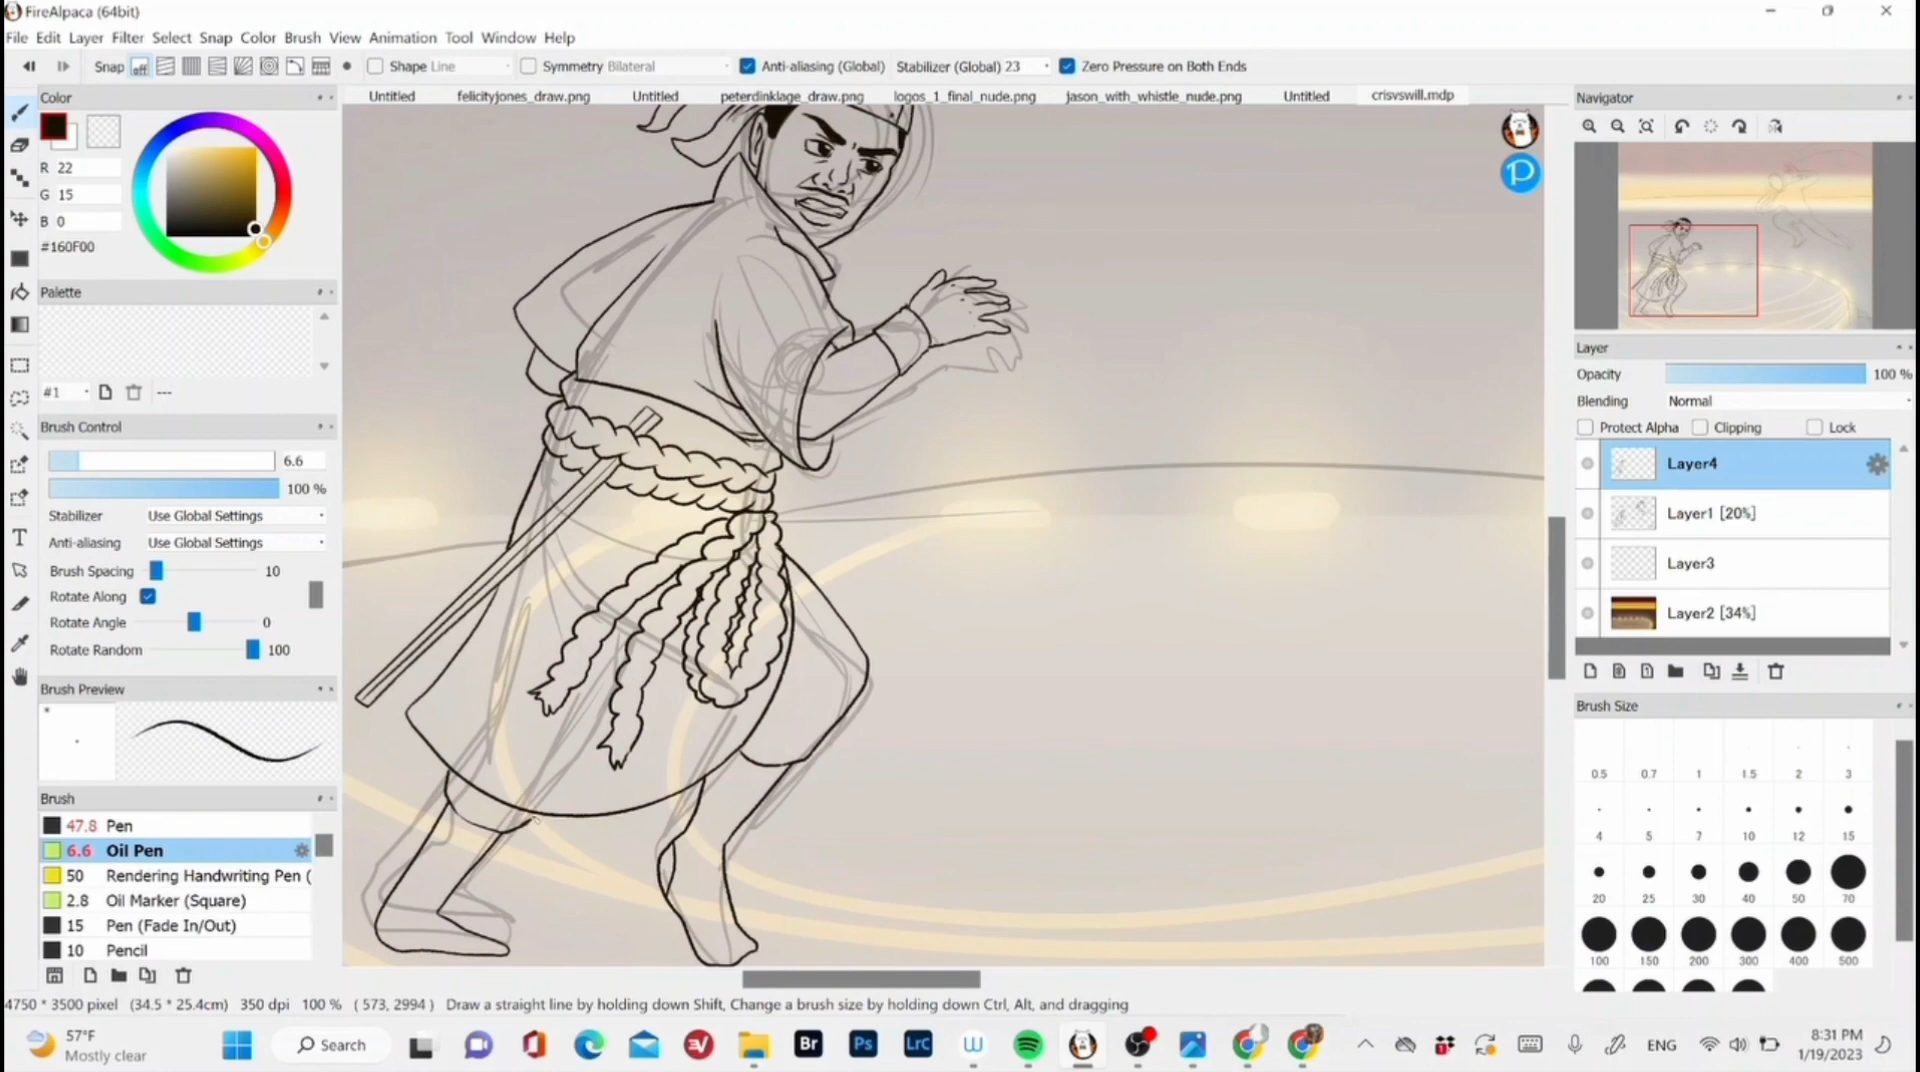 FireAlpaca (64bit)
File Edit Layer Filter Select Snap Color Brush View Animation Tool Window Help
Snap off Shape Line Symmetry Bilateral Anti-aliasing (Global) Stabilizer (Global) 23 Zero Pressure on Both Ends
Color
Untitled felicityjones_draw.png Untitled peterdinklage_draw.png logos_1_final_nude.png jason_with_whistle_nude.png Untitled crisvswill.mdp
R 22
G 15
B 0
#160F00
Palette
#1 ---
Brush Control
6.6
100 %
Stabilizer Use Global Settings
Anti-aliasing Use Global Settings
Brush Spacing 10
Rotate Along
Rotate Angle 0
Rotate Random 100
Brush Preview
*
Brush
47.8 Pen
6.6 Oil Pen
50 Rendering Handwriting Pen (
2.8 Oil Marker (Square)
15 Pen (Fade In/Out)
10 Pencil
Navigator
Layer
Opacity 100 %
Blending Normal
Protect Alpha Clipping Lock
Layer4
Layer1 [20%]
Layer3
Layer2 [34%]
Brush Size
0.5 0.7 1 1.5 2 3
4 5 7 10 12 15
20 25 30 40 50 70
100 150 200 300 400 500
4750 * 3500 pixel (34.5 * 25.4cm) 350 dpi 100 % ( 573, 2994 ) Draw a straight line by holding down Shift, Change a brush size by holding down Ctrl, Alt, and dragging
57°F
Mostly clear
Search
Br Ps LrC
ENG
8:31 PM
1/19/2023